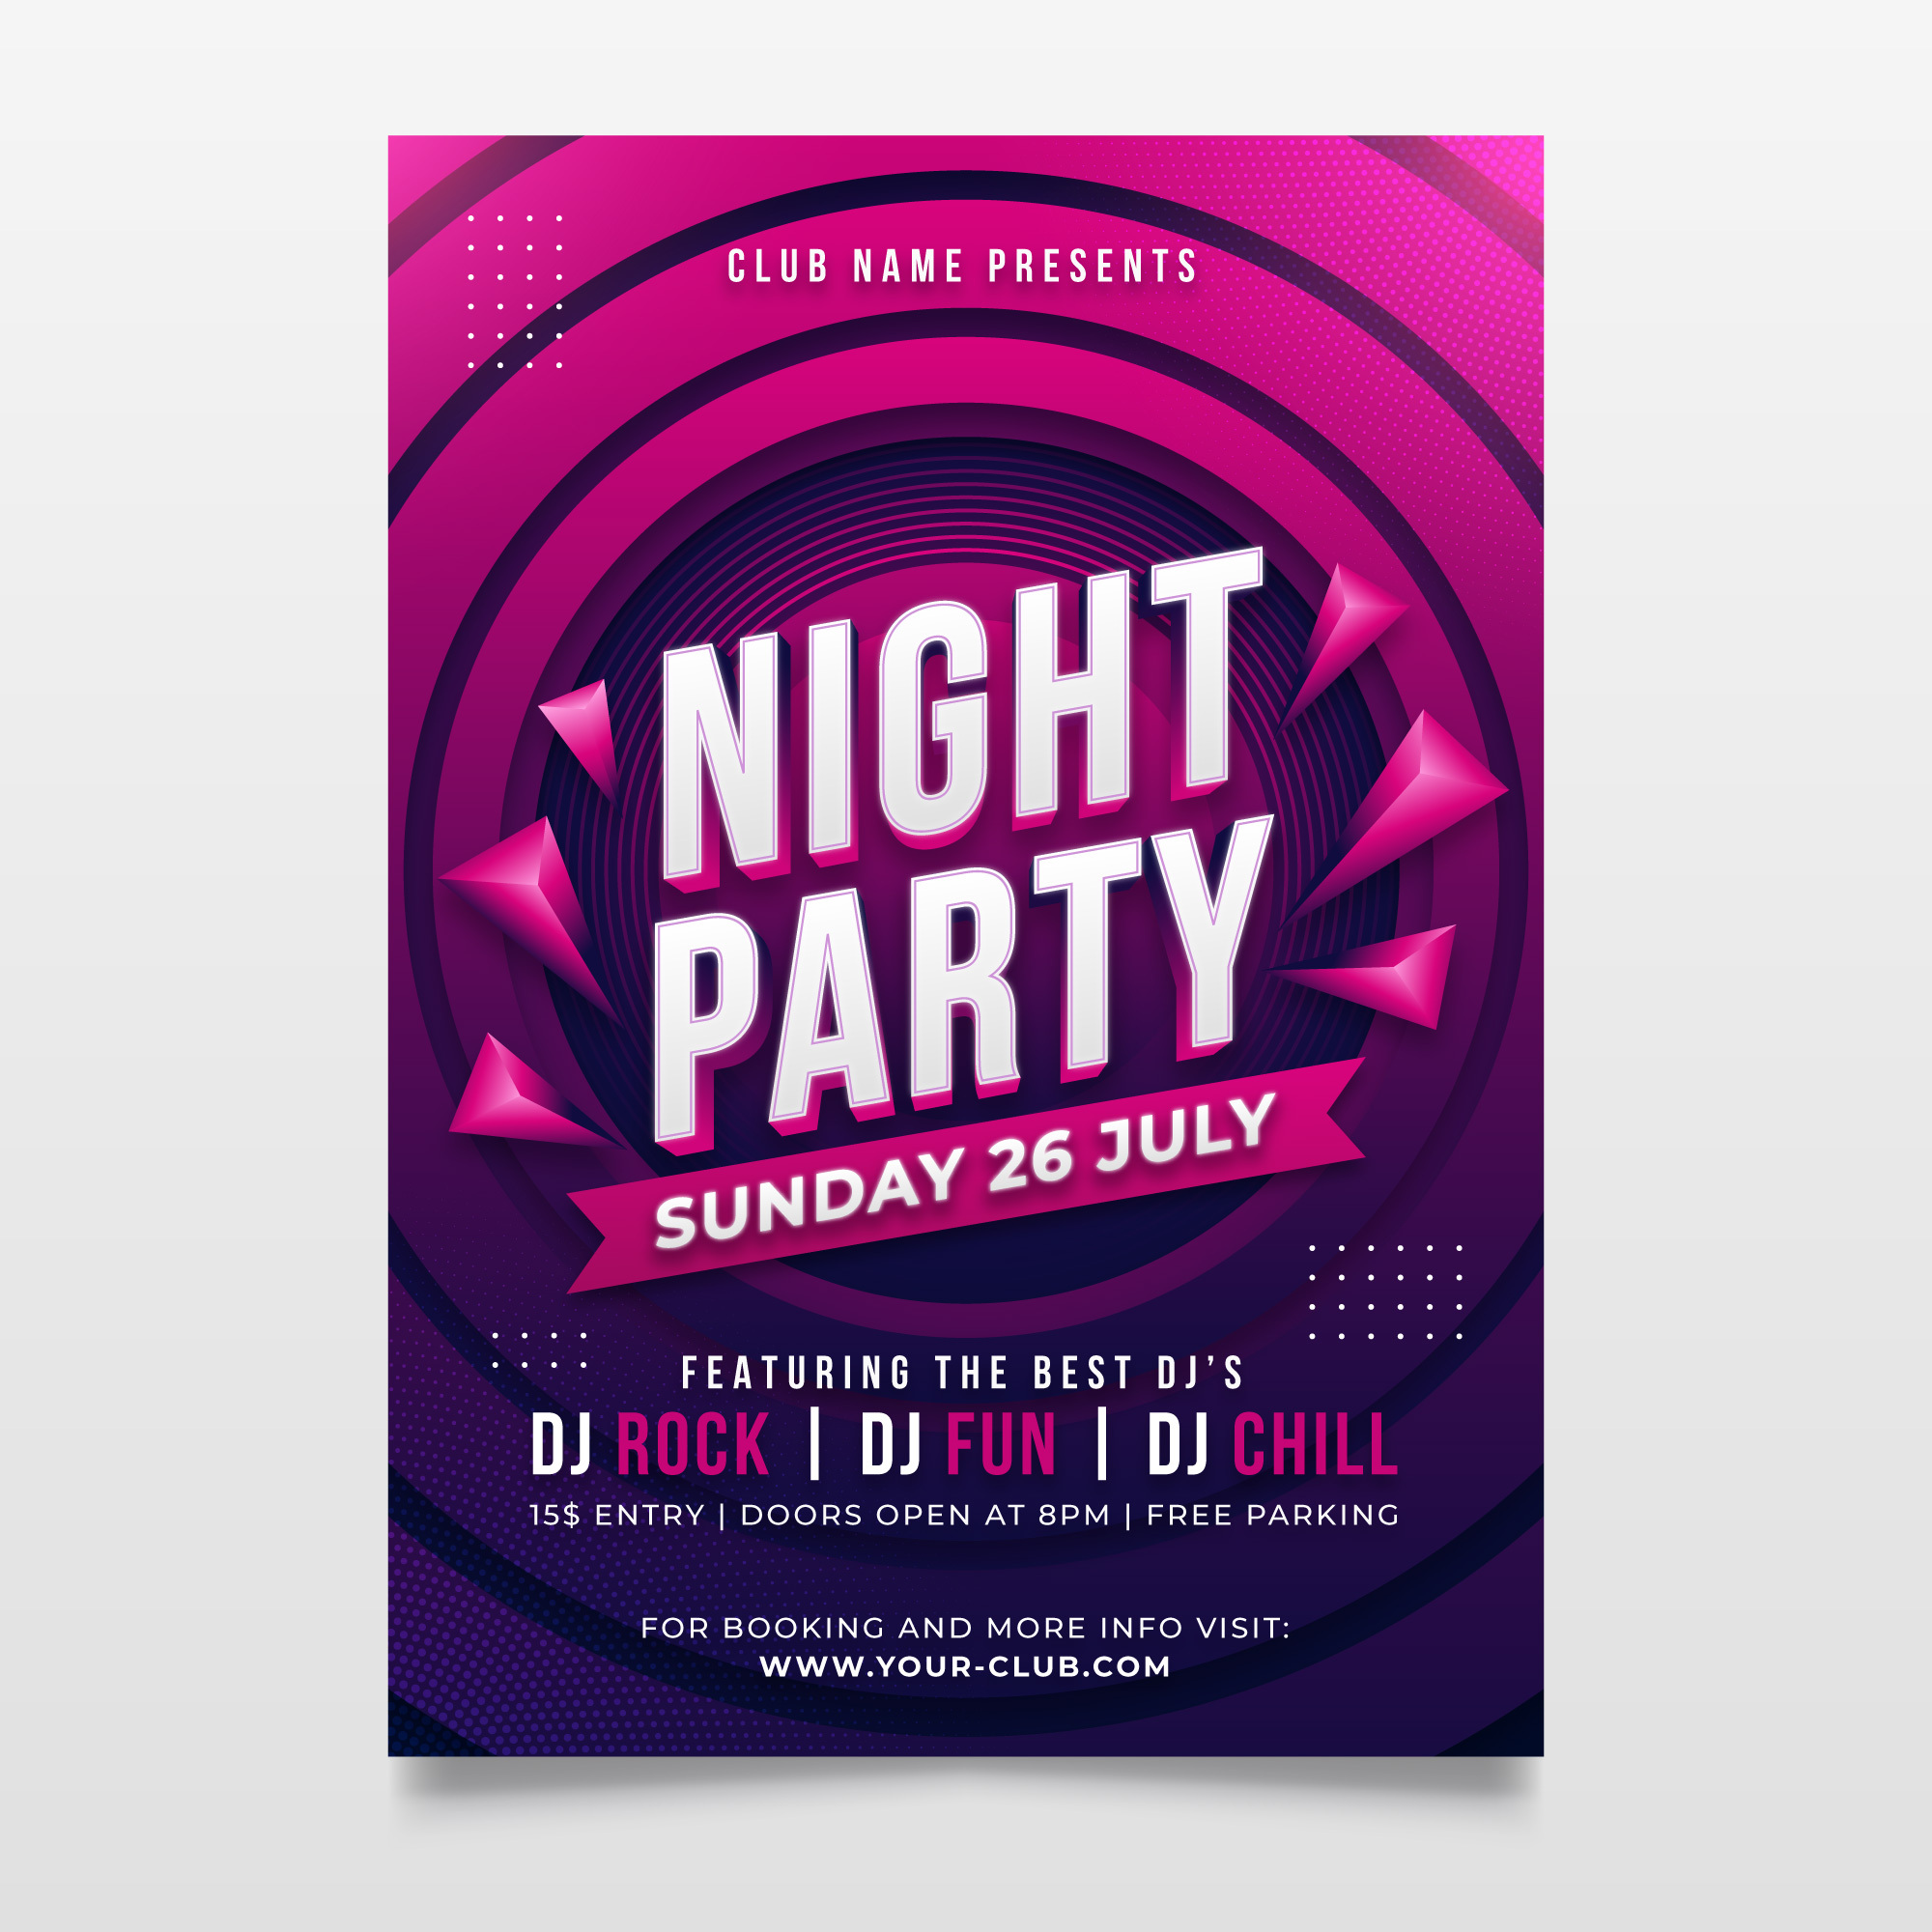 CLUB NAME PRESENTS
NIGHT
PARTY
SUNDAY 26 JULY
FEATURING THE BEST DJ'S
DJ ROCK | DJ FUN | DJ CHILL
15$ ENTRY | DOORS OPEN AT 8PM | FREE PARKING
FOR BOOKING AND MORE INFO VISIT:
WWW.YOUR-CLUB.COM